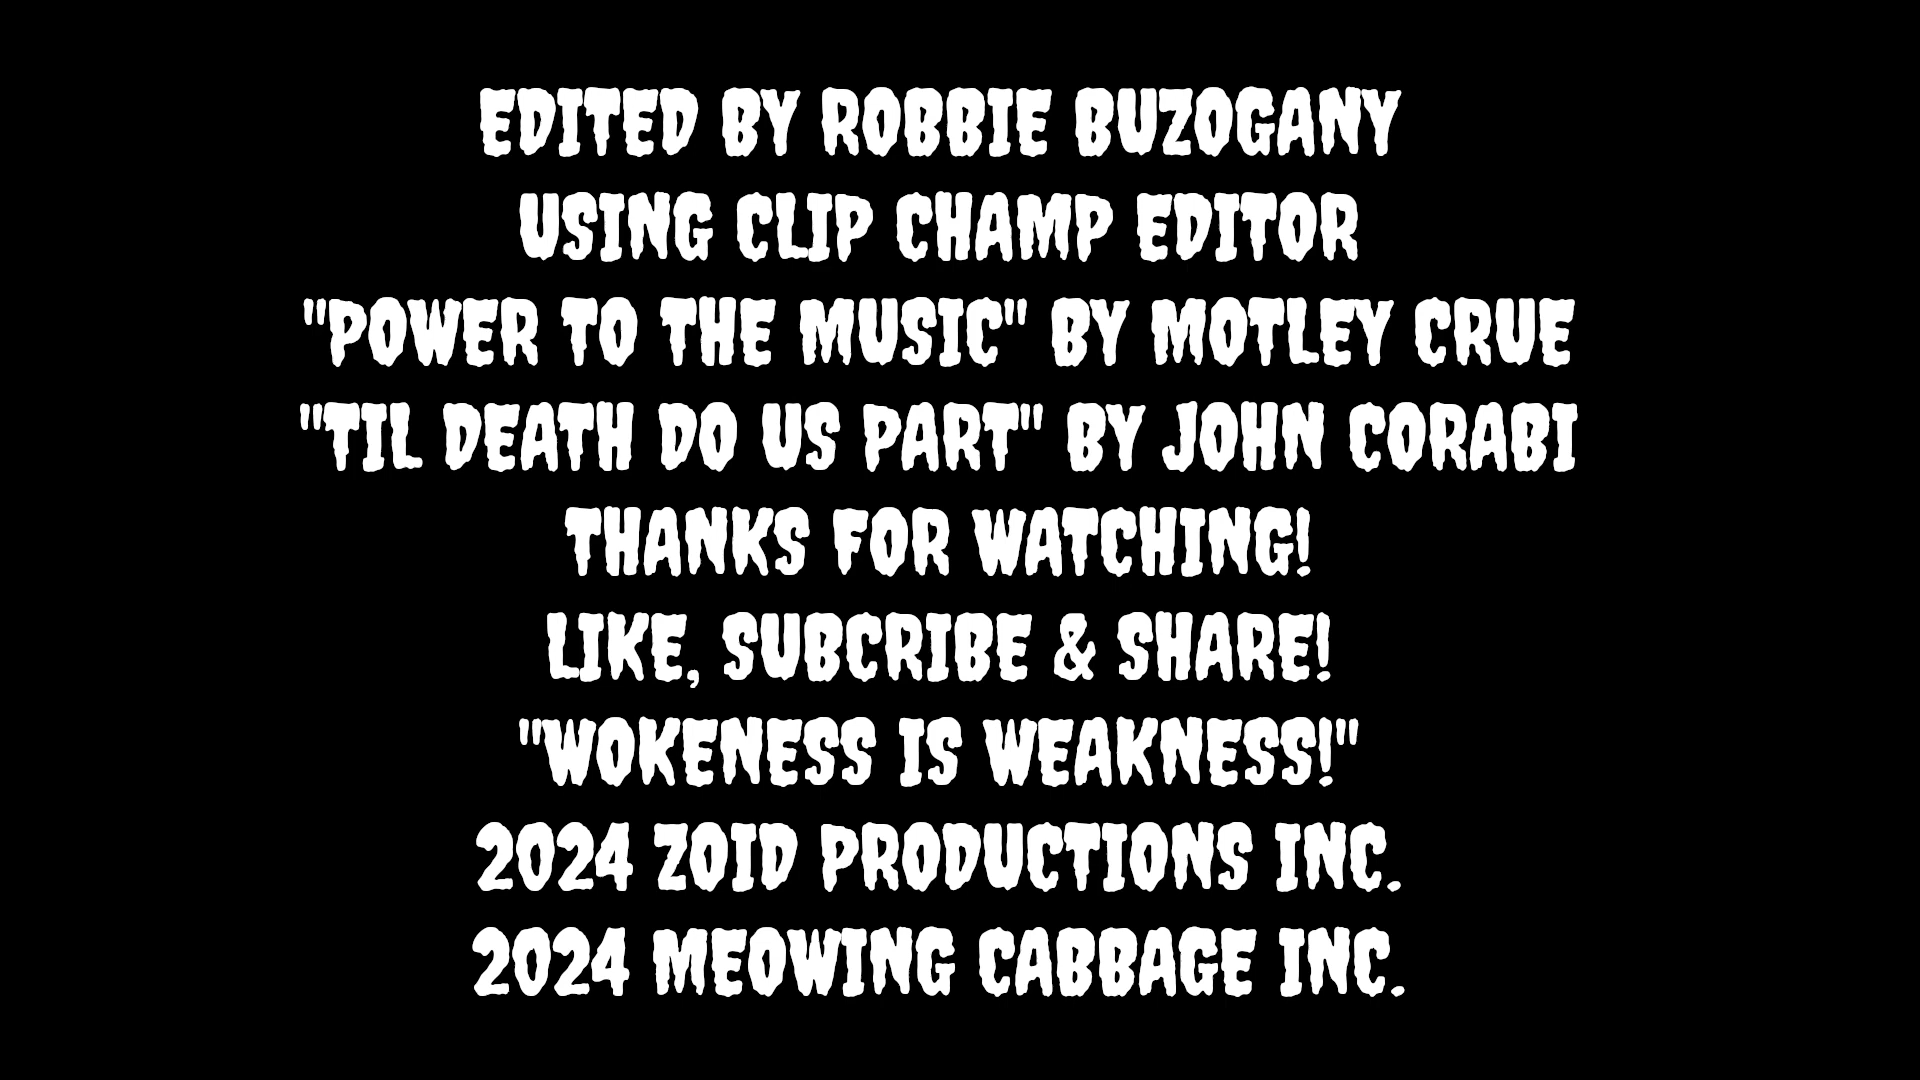 EDITED BY ROBBIE BUZOGANY
USING CLIP CHAMP EDITOR
"POWER TO THE MUSIC" BY MOTLEY CRUE
"TIL DEATH DO US PART" BY JOHN CORABI
THANKS FOR WATCHING!
LIKE, SUBCRIBE & SHARE!
"WOKENESS IS WEAKNESS!"
2024 ZOID PRODUCTIONS INC.
2024 MEOWING CABBAGE INC.